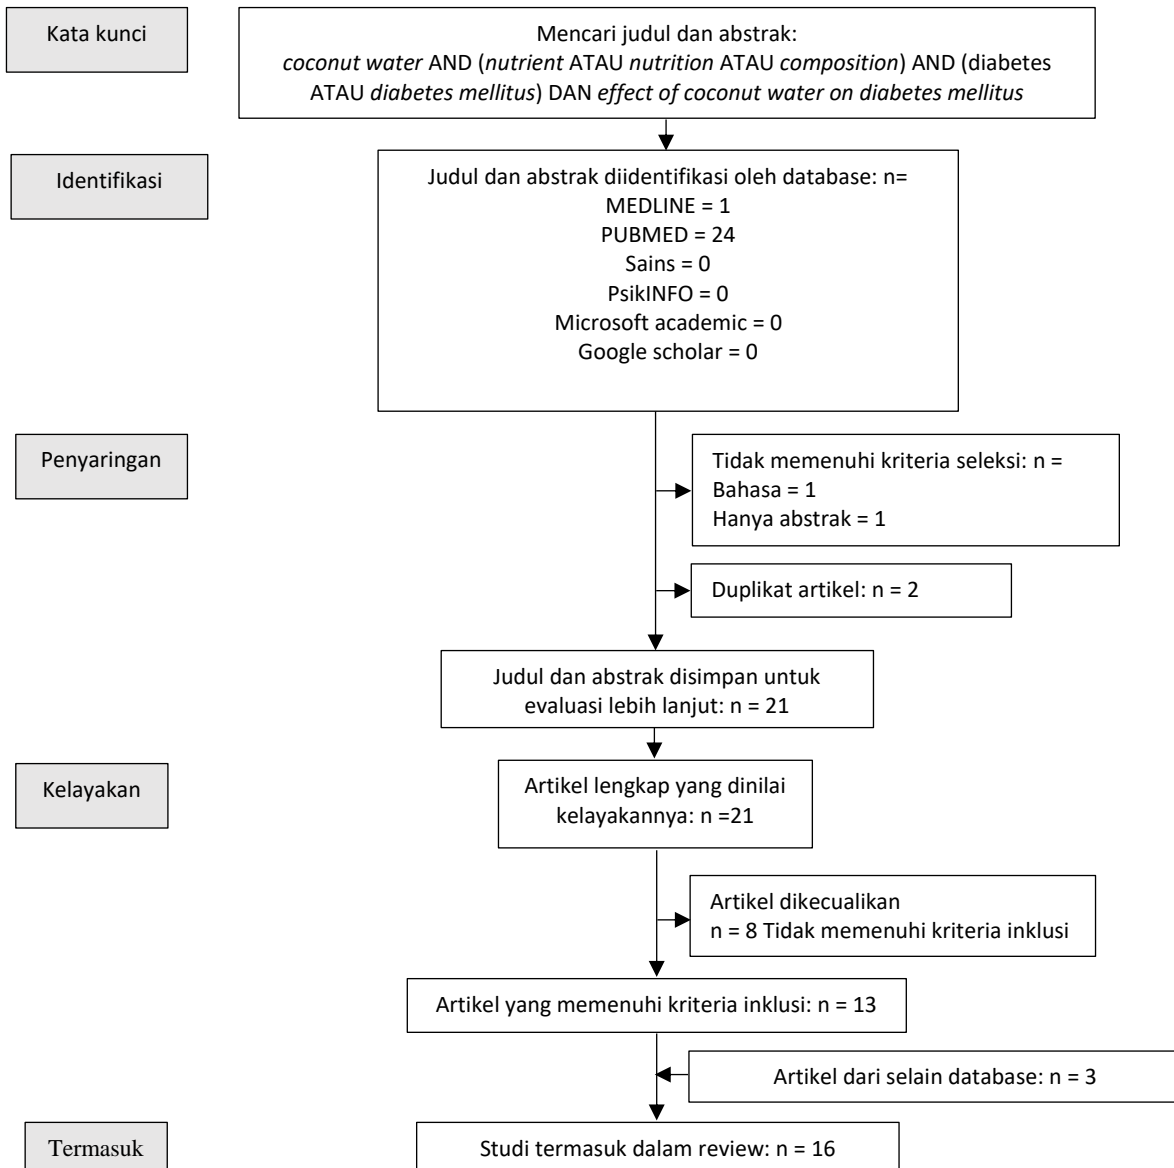 Kata kunci
Mencari judul dan abstrak:
coconut water AND (nutrient ATAU nutrition ATAU composition) AND (diabetes
ATAU diabetes mellitus) DAN effect of coconut water on diabetes mellitus
Identifikasi
Judul dan abstrak diidentifikasi oleh database: n=
MEDLINE = 1
PUBMED = 24
Sains = 0
PsikINFO = 0
Microsoft academic = 0
Google scholar = 0
Penyaringan
Tidak memenuhi kriteria seleksi: n =
Bahasa = 1
Hanya abstrak = 1
Duplikat artikel: n = 2
Judul dan abstrak disimpan untuk
evaluasi lebih lanjut: n = 21
Kelayakan
Artikel lengkap yang dinilai
kelayakannya: n =21
Artikel dikecualikan
n = 8 Tidak memenuhi kriteria inklusi
Artikel yang memenuhi kriteria inklusi: n = 13
Artikel dari selain database: n = 3
Termasuk
Studi termasuk dalam review: n = 16